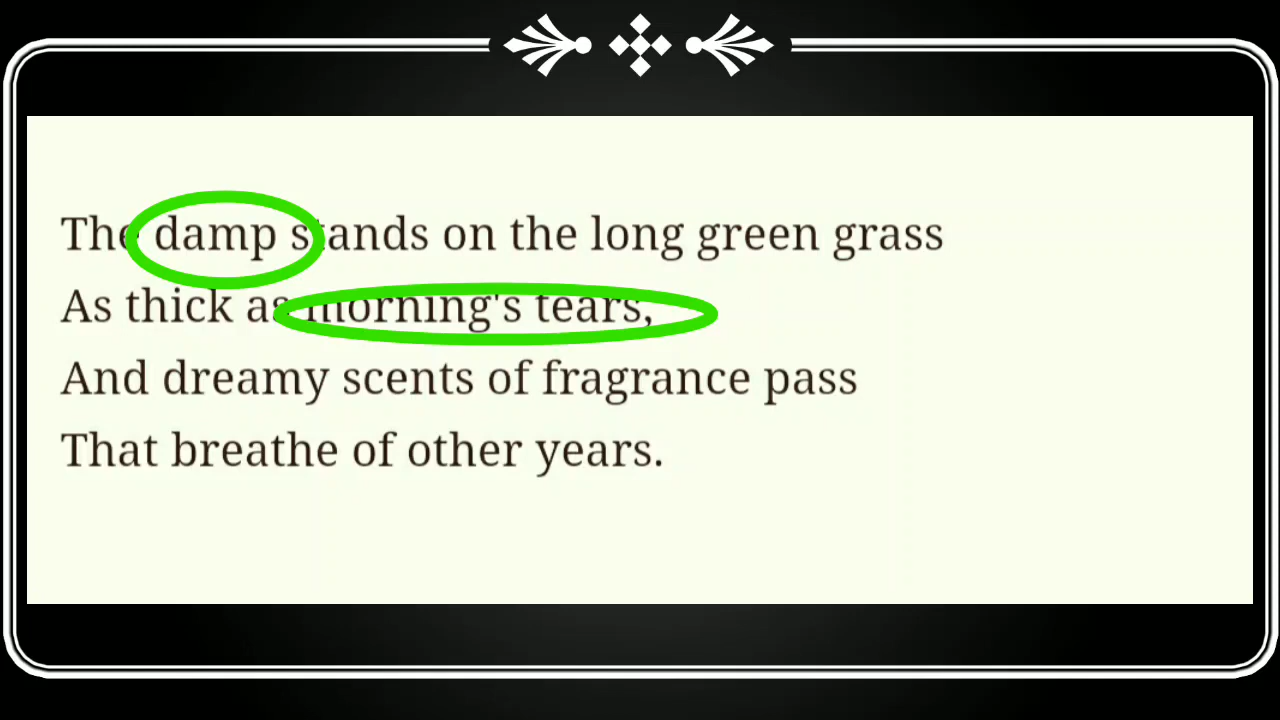 The damp stands on the long green grass
As thick as morning's tears,
And dreamy scents of fragrance pass
That breathe of other years.